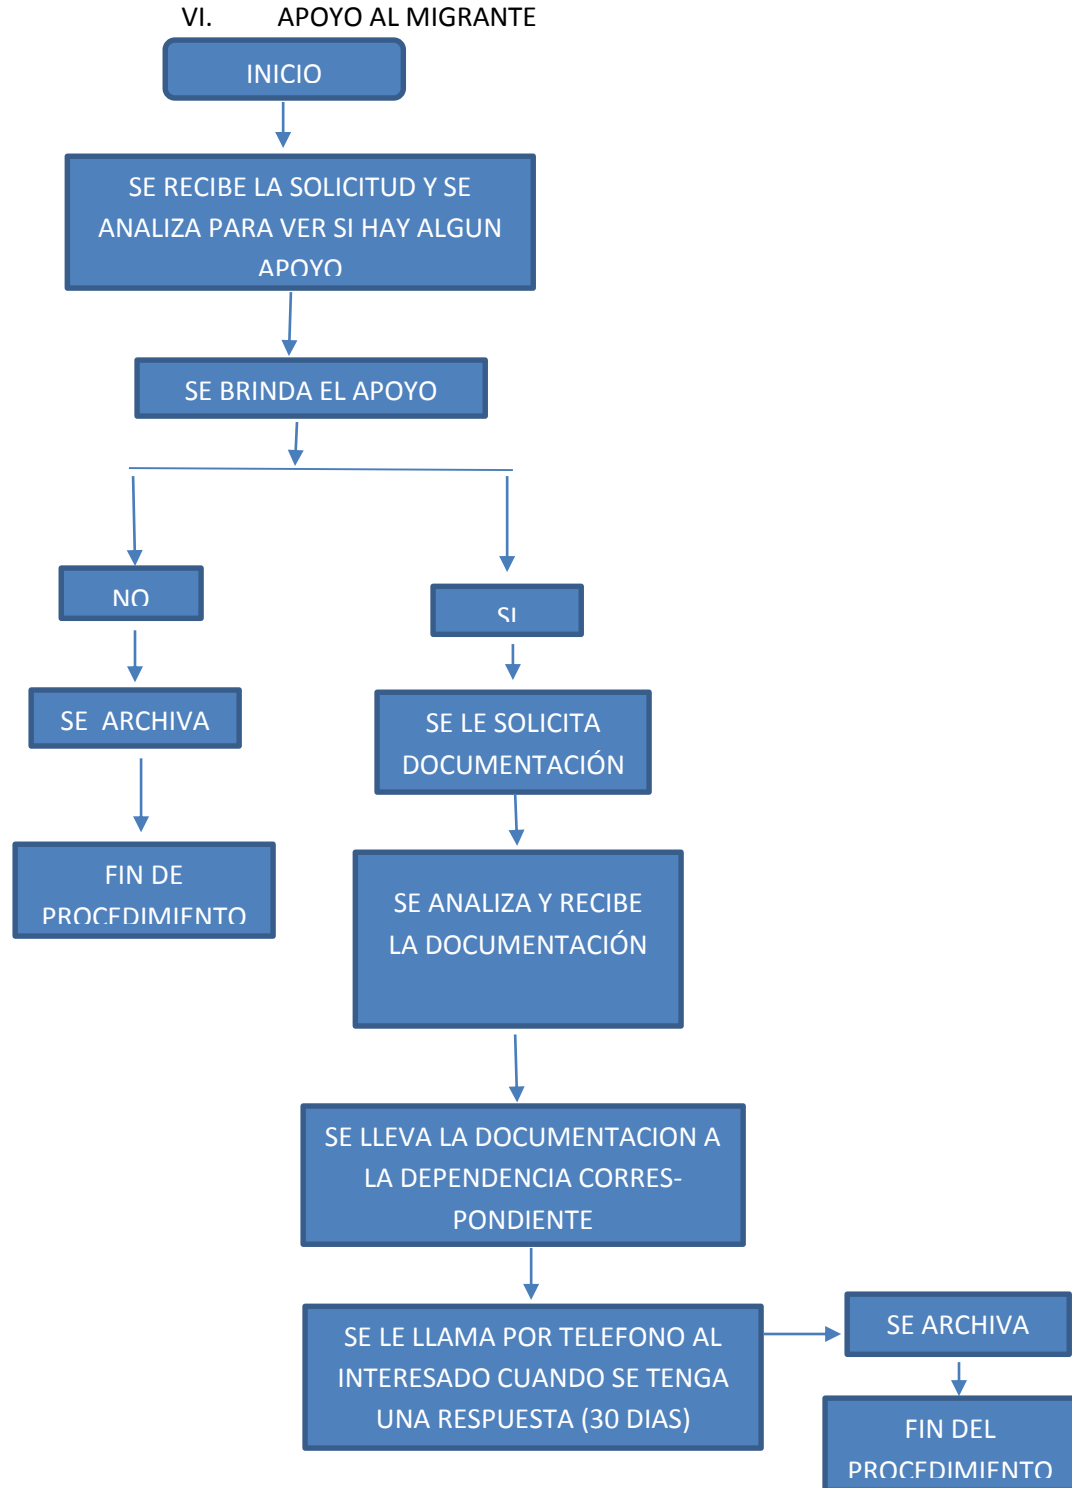 VI. APOYO AL MIGRANTE
INICIO
SE RECIBE LA SOLICITUD Y SE
ANALIZA PARA VER SI HAY ALGUN
APOYO
SE BRINDA EL APOYO
NO
SI
SE ARCHIVA
SE LE SOLICITA
DOCUMENTACIÓN
FIN DE
PROCEDIMIENTO
SE ANALIZA Y RECIBE
LA DOCUMENTACIÓN
SE LLEVA LA DOCUMENTACION A
LA DEPENDENCIA CORRES-
PONDIENTE
SE LE LLAMA POR TELEFONO AL
INTERESADO CUANDO SE TENGA
UNA RESPUESTA (30 DIAS)
SE ARCHIVA
FIN DEL
PROCEDIMIENTO